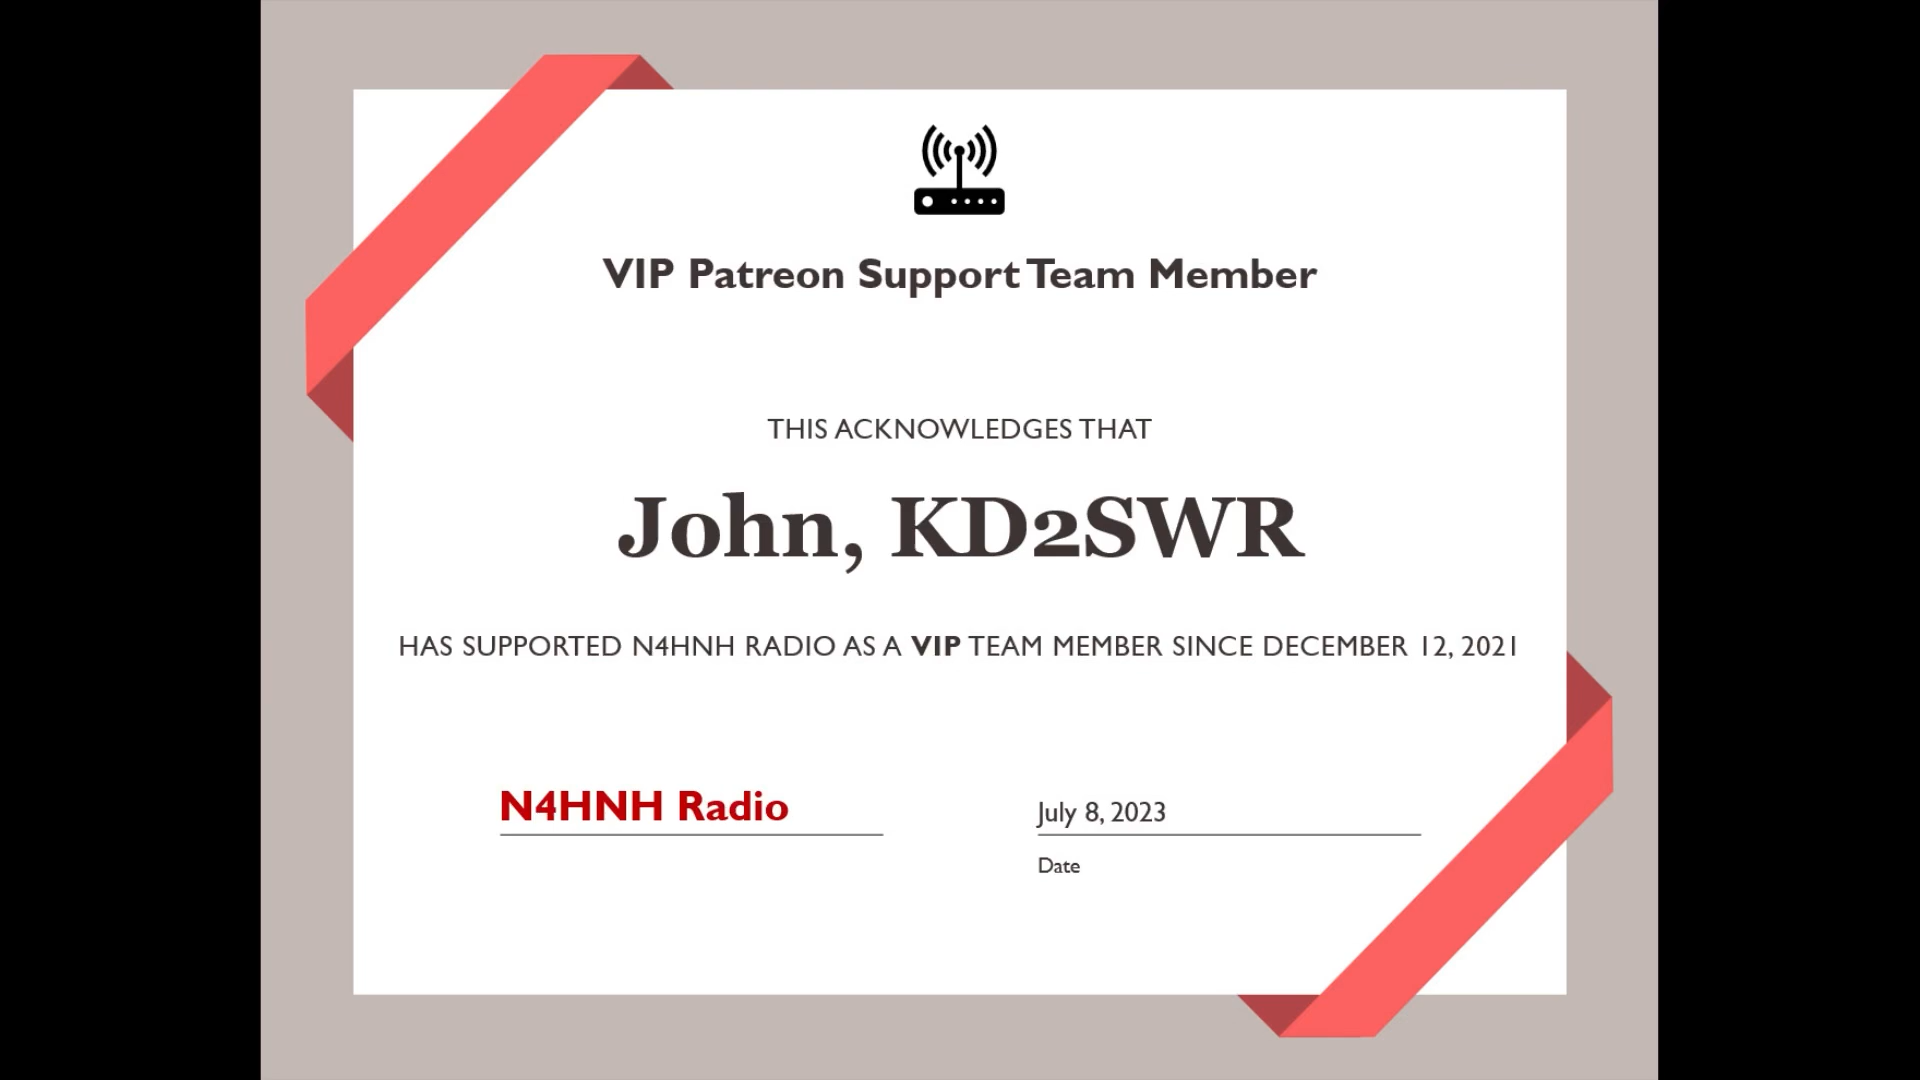 VIP Patreon Support Team Member
THIS ACKNOWLEDGES THAT
John, KD2SWR
HAS SUPPORTED N4HNH RADIO AS A VIP TEAM MEMBER SINCE DECEMBER 12, 2021
N4HNH Radio
July 8, 2023
Date